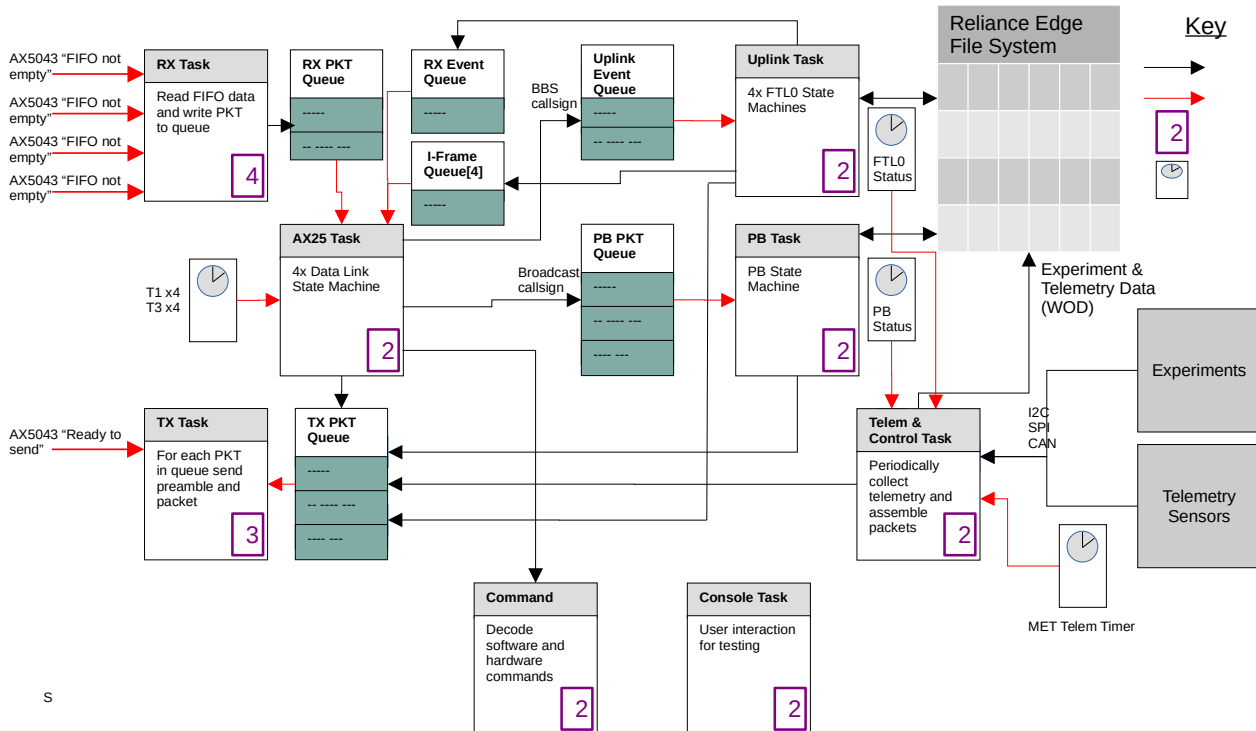 Reliance Edge
File System
Key
2
AX5043 “FIFO not
empty”
AX5043 “FIFO not
empty”
AX5043 “FIFO not
empty”
AX5043 “FIFO not
empty”
RX Task
Read FIFO data
and write PKT
to queue
4
RX PKT
Queue
-----
-- ---- ---
RX Event
Queue
-----
I-Frame
Queue[4]
-----
BBS
callsign
Uplink
Event
Queue
-----
-- ---- ---
Uplink Task
4x FTL0 State
Machines
2
FTL0
Status
T1 x4
T3 x4
AX25 Task
4x Data Link
State Machine
2
Broadcast
callsign
PB PKT
Queue
-----
-- ---- ---
---- ---
PB Task
PB State
Machine
2
PB
Status
Experiment &
Telemetry Data
(WOD)
Experiments
Telemetry
Sensors
I2C
SPI
CAN
AX5043 “Ready to
send”
TX Task
For each PKT
in queue send
preamble and
packet
3
TX PKT
Queue
-----
-- ---- ---
---- ---
Telem &
Control Task
Periodically
collect
telemetry and
assemble
packets
2
MET Telem Timer
Command
Decode
software and
hardware
commands
2
Console Task
User interaction
for testing
2
S